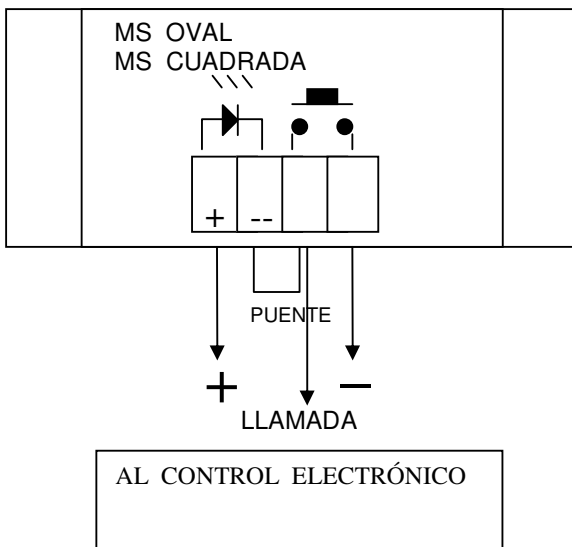 MS OVAL
MS CUADRADA
+ --
PUENTE
+ −
LLAMADA
AL CONTROL ELECTRÓNICO